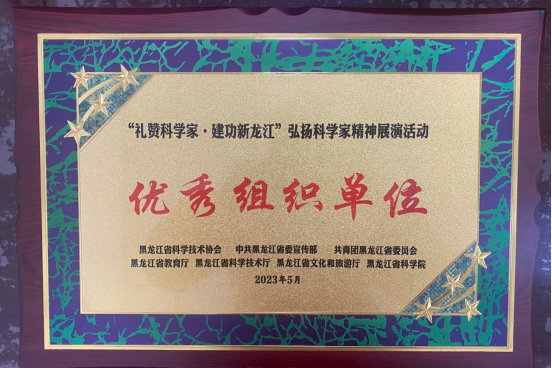 “礼赞科学家·建功新龙江”弘扬科学家精神展演活动
优秀组织单位
黑龙江省科学技术协会 中共黑龙江省委宣传部 共青团黑龙江省委员会
黑龙江省教育厅 黑龙江省科学技术厅 黑龙江省文化和旅游厅 黑龙江省科学院
2023年5月